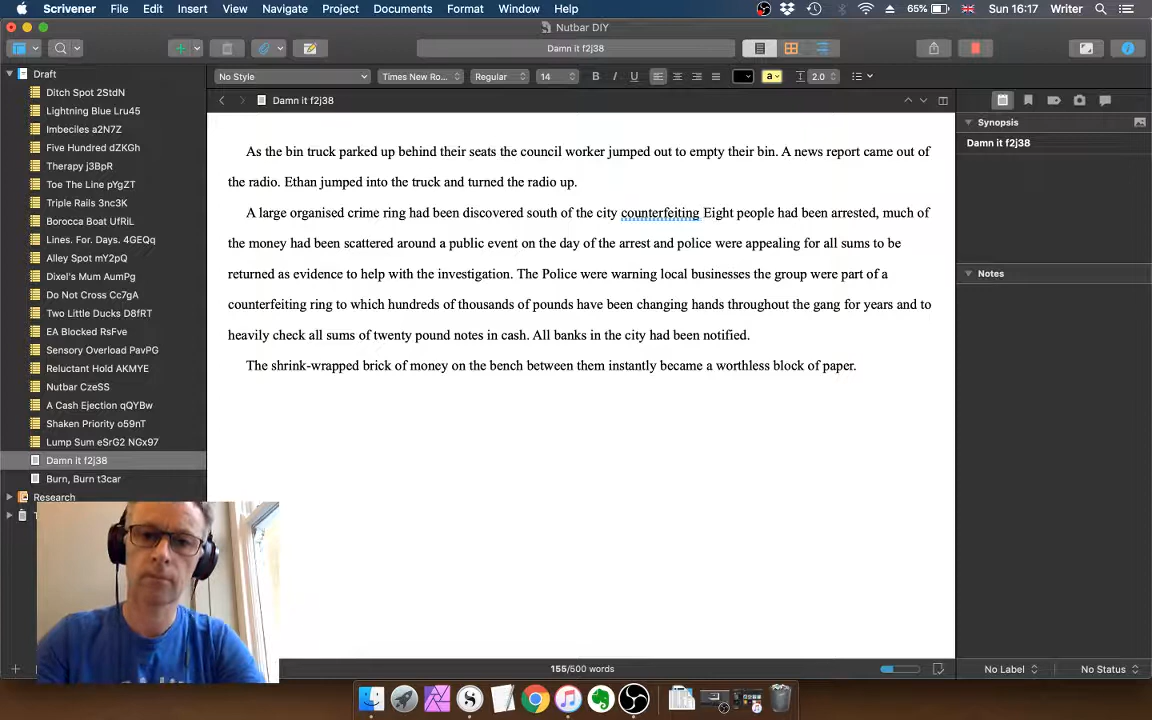 Scrivener File Edit Insert View Navigate Project Documents Format Window Help 65% Sun 16:17 Writer
Nutbar DIY
Damn it f2j38
No Style Times New Ro... Regular 14 B I U a 2.0
Draft
Damn it f2j38
Ditch Spot 2StdN
Lightning Blue Lru45
Imbeciles a2N7Z
Five Hundred dZKGh
Therapy j3BpR
Toe The Line pYgZT
Triple Rails 3nc3K
Borocca Boat UfRiL
Lines. For. Days. 4GEQq
Alley Spot mY2pQ
Dixel's Mum AumPg
Do Not Cross Cc7gA
Two Little Ducks D8fRT
EA Blocked RsFve
Sensory Overload PavPG
Reluctant Hold AKMYE
Nutbar CzeSS
A Cash Ejection qQYBw
Shaken Priority o59nT
Lump Sum eSrG2 NGx97
Damn it f2j38
Burn, Burn t3car
Research
As the bin truck parked up behind their seats the council worker jumped out to empty their bin. A news report came out of
the radio. Ethan jumped into the truck and turned the radio up.
A large organised crime ring had been discovered south of the city counterfeiting Eight people had been arrested, much of
the money had been scattered around a public event on the day of the arrest and police were appealing for all sums to be
returned as evidence to help with the investigation. The Police were warning local businesses the group were part of a
counterfeiting ring to which hundreds of thousands of pounds have been changing hands throughout the gang for years and to
heavily check all sums of twenty pound notes in cash. All banks in the city had been notified.
The shrink-wrapped brick of money on the bench between them instantly became a worthless block of paper.
Synopsis
Damn it f2j38
Notes
155/500 words
No Label No Status